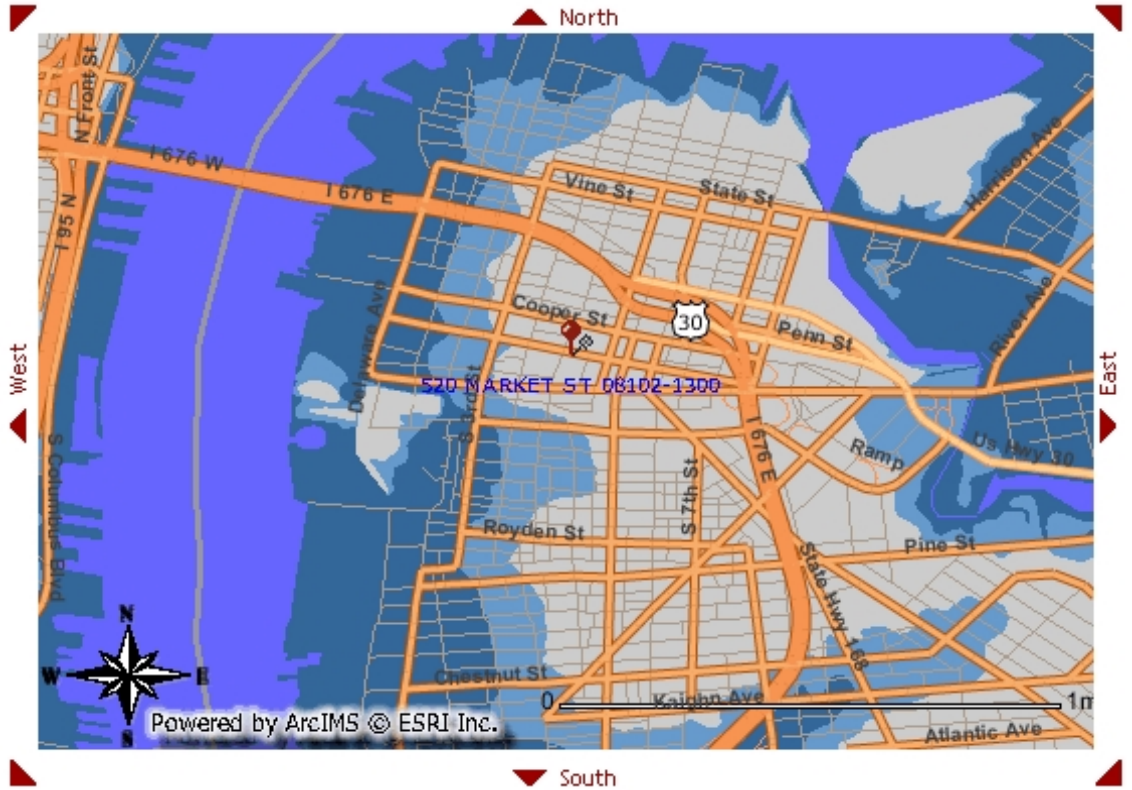 North
N Front St
I 676 W
I 676 E
I 95 N
Vine St
State St
Harrison Ave
Cooper St
30
Penn St
River Ave
Delaware Ave
West
East
520 MARKET ST 08102-1300
S 3rd St
I 676 E
Ramp
Us Hwy 30
S Columbus Blvd
S 7th St
Royden St
Pine St
State Hwy 168
N
W
E
S
Chestnut St
Kaighn Ave
0
1m
Atlantic Ave
Powered by ArcIMS © ESRI Inc.
South